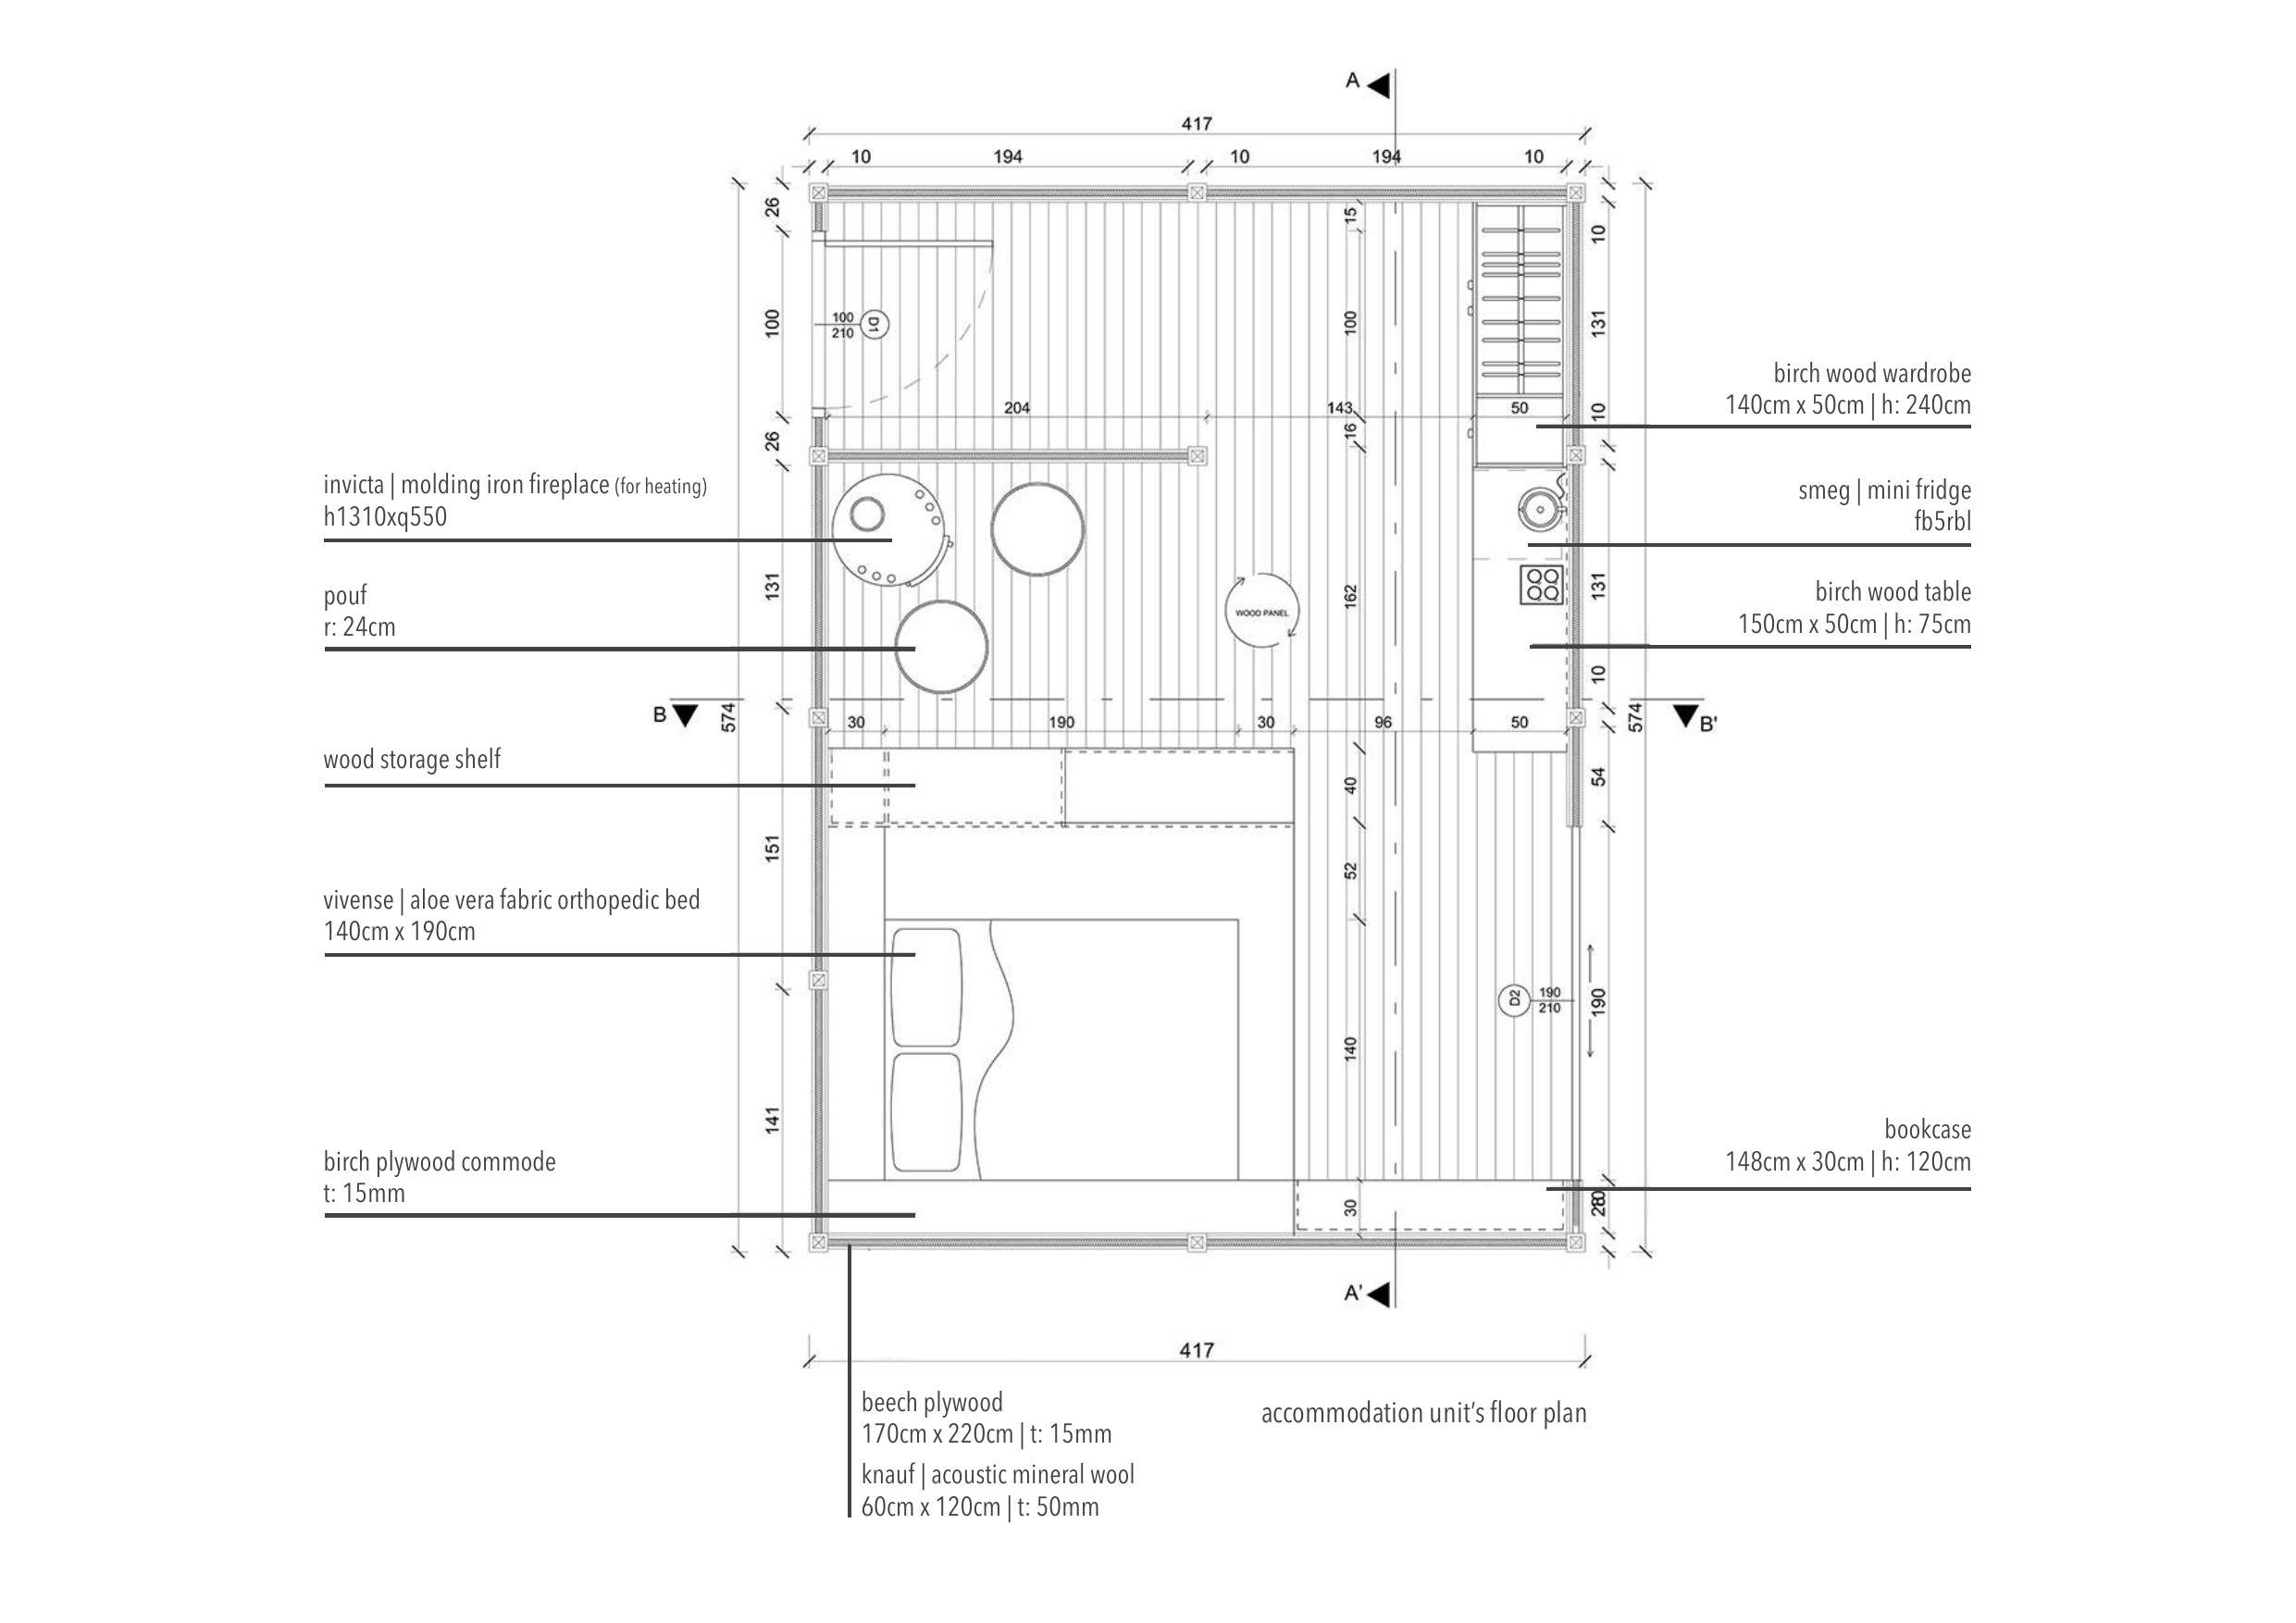 A
417
10 194 10 194 10
26
15
10
100
100
210
D1
100
131
204
143
50
10
26
16
birch wood wardrobe
140cm x 50cm | h: 240cm
invicta | molding iron fireplace (for heating)
h1310xq550
smeg | mini fridge
fb5rbl
131
WOOD PANEL
162
131
pouf
r: 24cm
birch wood table
150cm x 50cm | h: 75cm
10
B
574
30 190 30 96 50
574
B'
wood storage shelf
40
54
151
52
vivense | aloe vera fabric orthopedic bed
140cm x 190cm
D2
190
210
190
140
141
bookcase
148cm x 30cm | h: 120cm
birch plywood commode
t: 15mm
30
A'
417
beech plywood
170cm x 220cm | t: 15mm
knauf | acoustic mineral wool
60cm x 120cm | t: 50mm
accommodation unit's floor plan